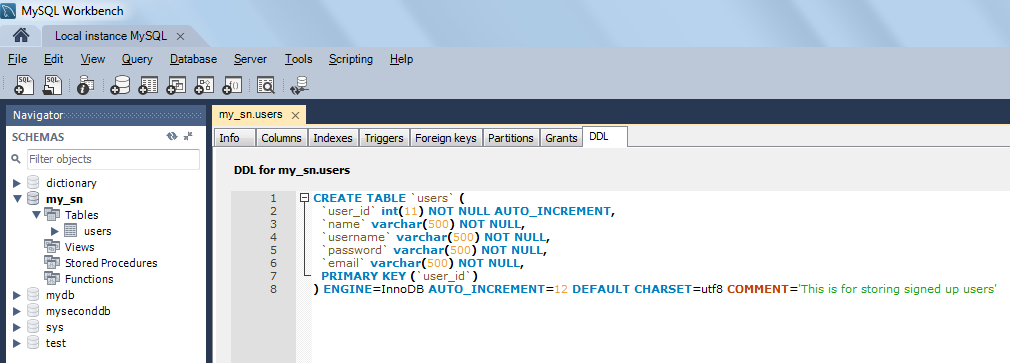 MySQL Workbench
Local instance MySQL
File Edit View Query Database Server Tools Scripting Help
Navigator
SCHEMAS
Filter objects
dictionary
my_sn
Tables
users
Views
Stored Procedures
Functions
mydb
myseconddb
sys
test
my_sn.users
Info Columns Indexes Triggers Foreign keys Partitions Grants DDL
DDL for my_sn.users
1 CREATE TABLE `users` (
2 `user_id` int(11) NOT NULL AUTO_INCREMENT,
3 `name` varchar(500) NOT NULL,
4 `username` varchar(500) NOT NULL,
5 `password` varchar(500) NOT NULL,
6 `email` varchar(500) NOT NULL,
7 PRIMARY KEY (`user_id`)
8 ) ENGINE=InnoDB AUTO_INCREMENT=12 DEFAULT CHARSET=utf8 COMMENT='This is for storing signed up users'